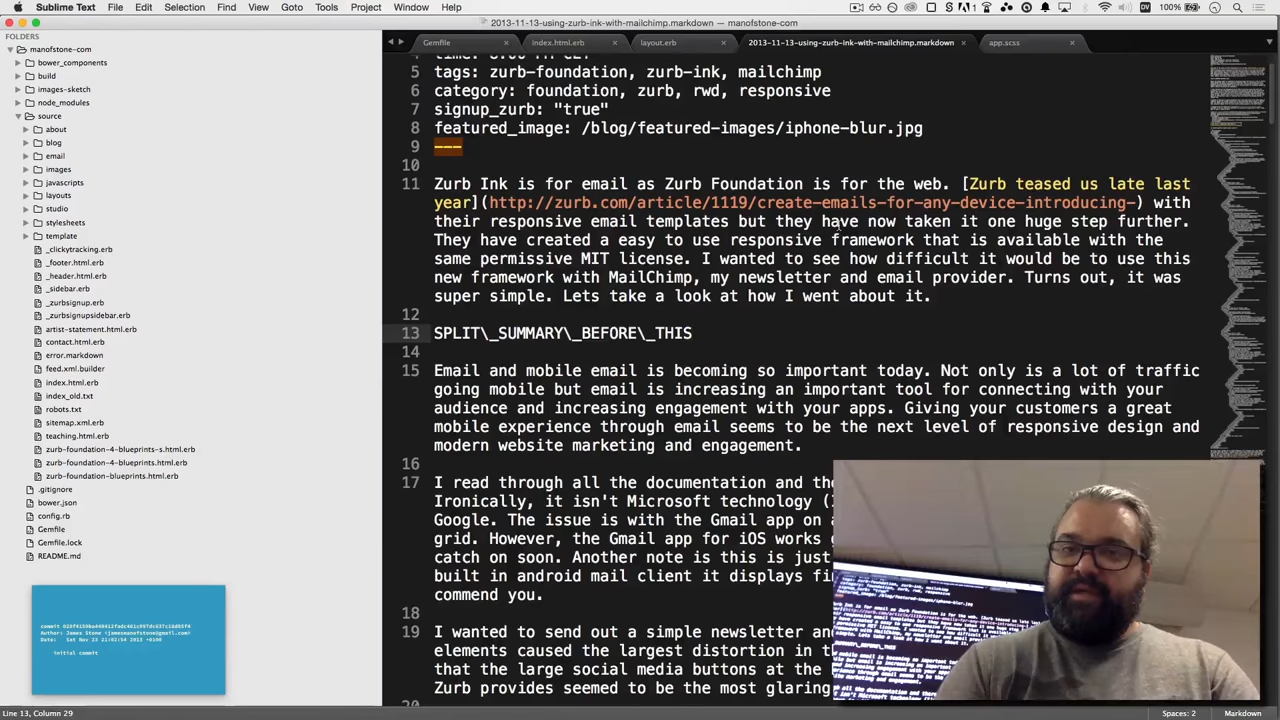 Sublime Text File Edit Selection Find View Goto Tools Project Window Help
100%
2013-11-13-using-zurb-ink-with-mailchimp.markdown — manofstone-com
FOLDERS
manofstone-com
bower_components
build
images-sketch
node_modules
source
about
blog
email
images
javascripts
layouts
studio
stylesheets
template
_clickytracking.erb
_footer.html.erb
_header.html.erb
_sidebar.erb
_zurbsignup.erb
_zurbsignupsidebar.erb
artist-statement.html.erb
contact.html.erb
error.markdown
feed.xml.builder
index.html.erb
index_old.txt
robots.txt
sitemap.xml.erb
teaching.html.erb
zurb-foundation-4-blueprints-s.html.erb
zurb-foundation-4-blueprints.html.erb
zurb-foundation-blueprints.html.erb
.gitignore
bower.json
config.rb
Gemfile
Gemfile.lock
README.md
Author: James Stone <jamesmanofstone@gmail.com>
Date: Sat Nov 23 21:02:54 2013 +0100
initial commit
Gemfile index.html.erb layout.erb 2013-11-13-using-zurb-ink-with-mailchimp.markdown app.scss
5 tags: zurb-foundation, zurb-ink, mailchimp
6 category: foundation, zurb, rwd, responsive
7 signup_zurb: "true"
8 featured_image: /blog/featured-images/iphone-blur.jpg
9 ---
10
11 Zurb Ink is for email as Zurb Foundation is for the web. [Zurb teased us late last
year](http://zurb.com/article/1119/create-emails-for-any-device-introducing-) with
their responsive email templates but they have now taken it one huge step further.
They have created a easy to use responsive framework that is available with the
same permissive MIT license. I wanted to see how difficult it would be to use this
new framework with MailChimp, my newsletter and email provider. Turns out, it was
super simple. Lets take a look at how I went about it.
12
13 SPLIT\_SUMMARY\_BEFORE\_THIS
14
15 Email and mobile email is becoming so important today. Not only is a lot of traffic
going mobile but email is increasing an important tool for connecting with your
audience and increasing engagement with your apps. Giving your customers a great
mobile experience through email seems to be the next level of responsive design and
modern website marketing and engagement.
16
17 I read through all the documentation and the
Ironically, it isn't Microsoft technology (
Google. The issue is with the Gmail app on a
grid. However, the Gmail app for iOS works
catch on soon. Another note is this is just
built in android mail client it displays fi
commend you.
18
19 I wanted to send out a simple newsletter and
elements caused the largest distortion in t
that the large social media buttons at the
Zurb provides seemed to be the most glaring
20
Line 13, Column 29
Spaces: 2 Markdown